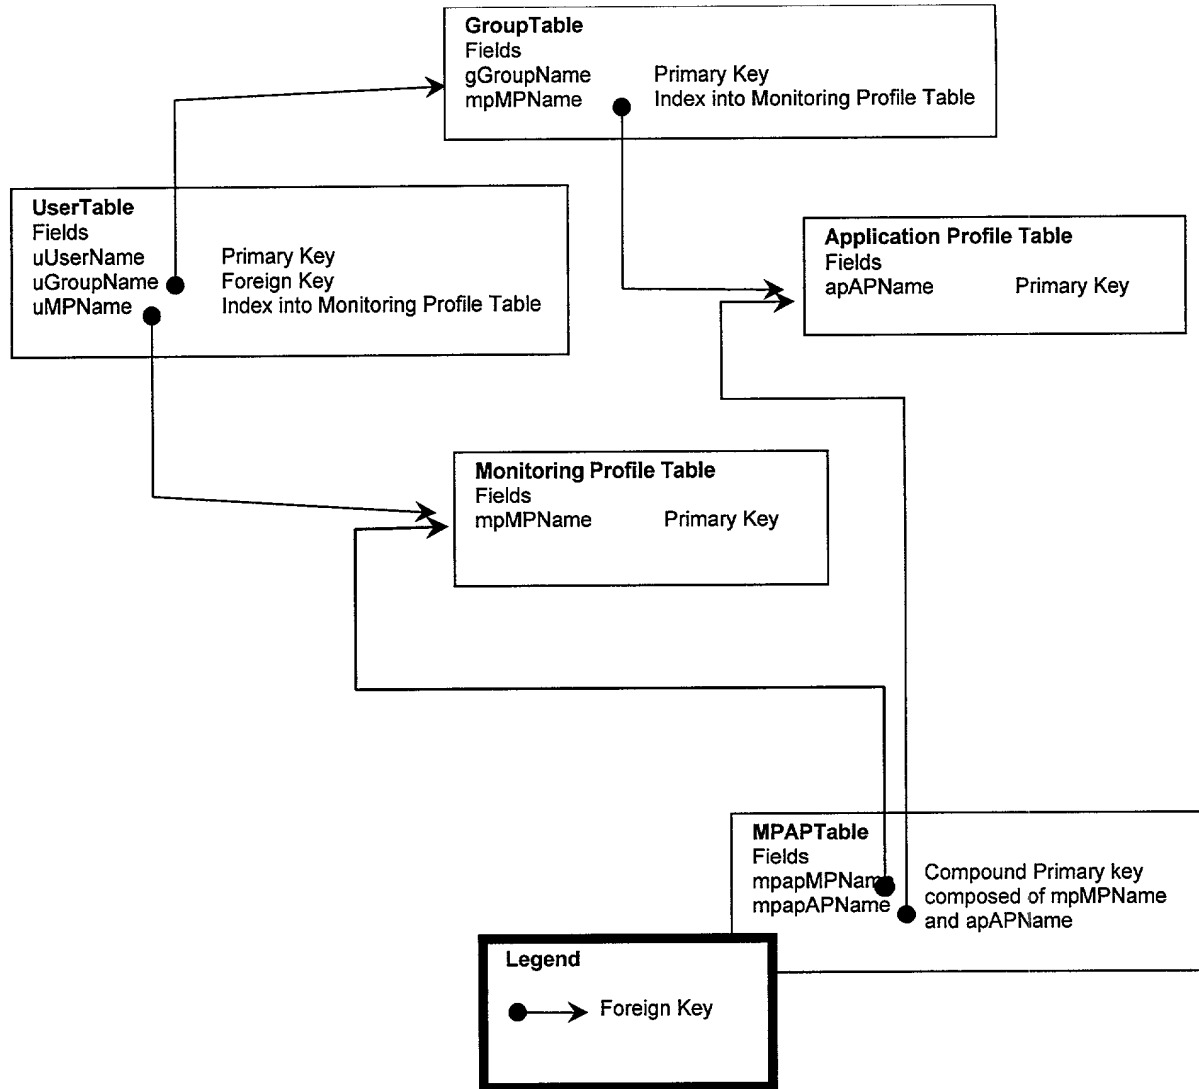 GroupTable
Fields
gGroupName Primary Key
mpMPName Index into Monitoring Profile Table
UserTable
Fields
uUserName Primary Key
uGroupName Foreign Key
uMPName Index into Monitoring Profile Table
Application Profile Table
Fields
apAPName Primary Key
Monitoring Profile Table
Fields
mpMPName Primary Key
MPAPTable
Fields
mpapMPName
mpapAPName
Compound Primary key
composed of mpMPName
and apAPName
Legend
Foreign Key